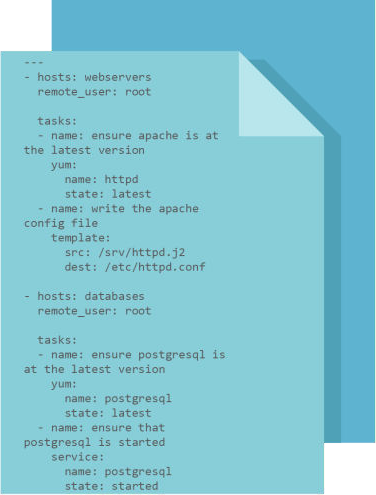 ---
- hosts: webservers
  remote_user: root

  tasks:
  - name: ensure apache is at
the latest version
    yum:
      name: httpd
      state: latest
  - name: write the apache
config file
    template:
      src: /srv/httpd.j2
      dest: /etc/httpd.conf

- hosts: databases
  remote_user: root

  tasks:
  - name: ensure postgresql is
at the latest version
    yum:
      name: postgresql
      state: latest
  - name: ensure that
postgresql is started
    service:
      name: postgresql
      state: started